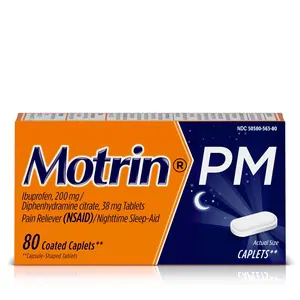 NDC 50580-563-80
Motrin® PM
Ibuprofen, 200 mg /
Diphenhydramine citrate, 38 mg Tablets
Pain Reliever (NSAID)/Nighttime Sleep-Aid
80 Coated Caplets**
**Capsule-Shaped Tablets
Actual Size
CAPLETS**